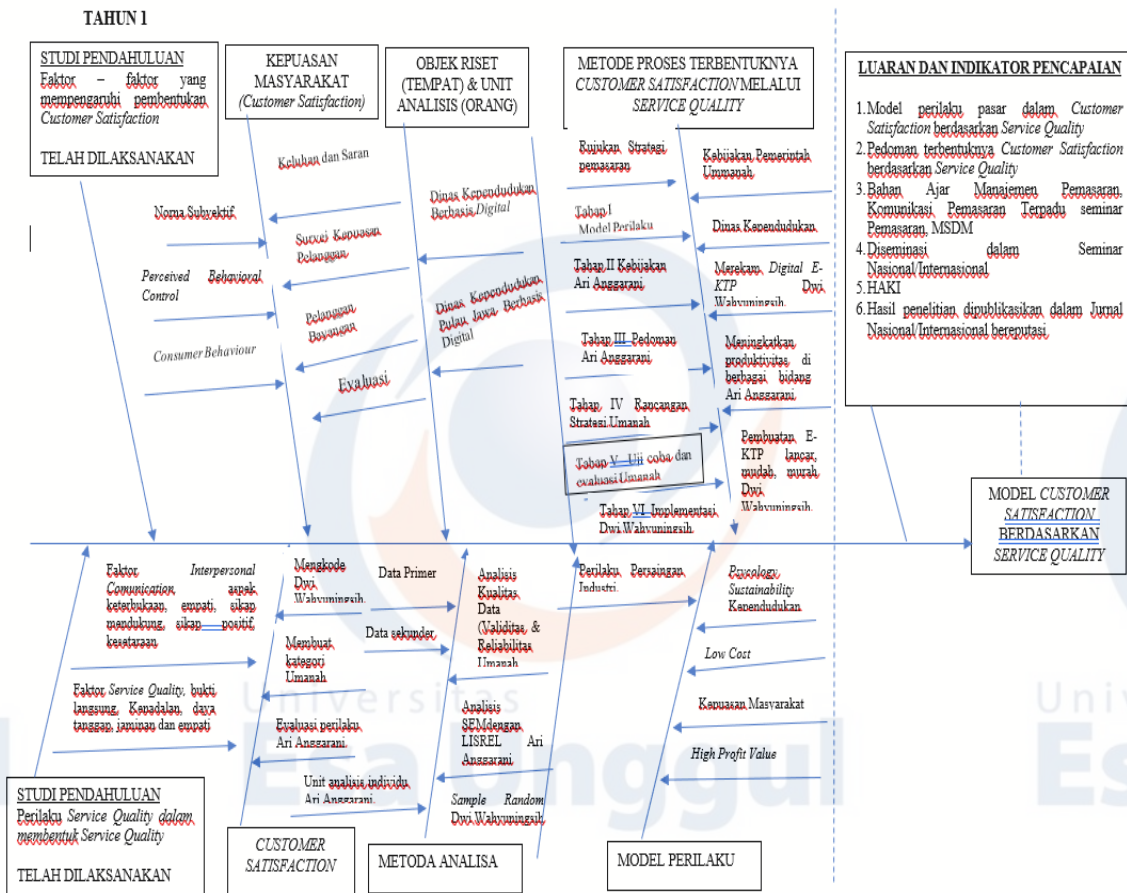 TAHUN 1
STUDI PENDAHULUAN
Faktor – faktor yang
mempengaruhi pembentukan
Customer Satisfaction
TELAH DILAKSANAKAN
KEPUASAN
MASYARAKAT
(Customer Satisfaction)
OBJEK RISET
(TEMPAT) & UNIT
ANALISIS (ORANG)
METODE PROSES TERBENTUKNYA
CUSTOMER SATISFACTION MELALUI
SERVICE QUALITY
LUARAN DAN INDIKATOR PENCAPAIAN
1. Model perilaku pasar dalam Customer
Satisfaction berdasarkan Service Quality
2. Pedoman terbentuknya Customer Satisfaction
berdasarkan Service Quality
3. Bahan Ajar Manajemen Pemasaran,
Komunikasi Pemasaran Terpadu seminar
Pemasaran, MSDM
4. Diseminasi dalam Seminar
Nasional/Internasional
5. HAKI
6. Hasil penelitian dipublikasikan dalam Jurnal
Nasional/Internasional bereputasi
Norna Subyektif
Perceived Behavioral
Control
Consumer Behaviour
Keluhan dan Saran
Survei Kepuasan
Pelanggan
Pelanggan
Bayangan
Evaluasi
Dinas Kependudukan
Berbasis Digital
Dinas Kependudukan
Pulau Jawa Berbasis
Digital
Rujukan Strategi
pemasaran
Tahap I
Model Perilaku
Tahap II Kebijakan
Ari Anggarani
Tahap III Pedoman
Ari Anggarani
Tahap IV Rancangan
Strategi Umanah
Tahap V Uji coba dan
evaluasi Umanah
Tahap VI Implementasi
Dwi Wahyuningsih
Kebijakan Pemerintah
Ummanah
Dinas Kependudukan
Merekam Digital E-
KTP Dwi
Wahyuningsih
Meningkatkan
produktivitas di
berbagai bidang
Ari Anggarani
Pembuatan E-
KTP lancar,
mudah, murah
Dwi
Wahyuningsih
MODEL CUSTOMER
SATISFACTION
BERDASARKAN
SERVICE QUALITY
Faktor Interpersonal
Comunication aspek
keterbukaan, empati, sikap
mendukung, sikap positif,
kesetaraan
Faktor Service Quality, bukti
langsung, Kenadalan, daya
tanggap, jaminan dan empati
Mengkode
Dwi
Wahyuningsih
Membuat
kategori
Umanah
Evaluasi perilaku
Ari Anggarani
Unit analisis individu
Ari Anggarani
Data Primer
Data sekunder
Analisis
Kualitas
Data
(Validitas &
Reliabilitas
Umanah
Analisis
SEMdengan
LISREL Ari
Anggarani
Sample Random
Dwi Wahyuningsih
Perilaku Persaingan
Industri
Psycology
Sustainability
Kependudukan
Low Cost
Kepuasan Masyarakat
High Profit Value
STUDI PENDAHULUAN
Perilaku Service Quality dalam
membentuk Service Quality
TELAH DILAKSANAKAN
CUSTOMER
SATISFACTION
METODA ANALISA
MODEL PERILAKU
Universitas
Esa Unggul
Univ
Es